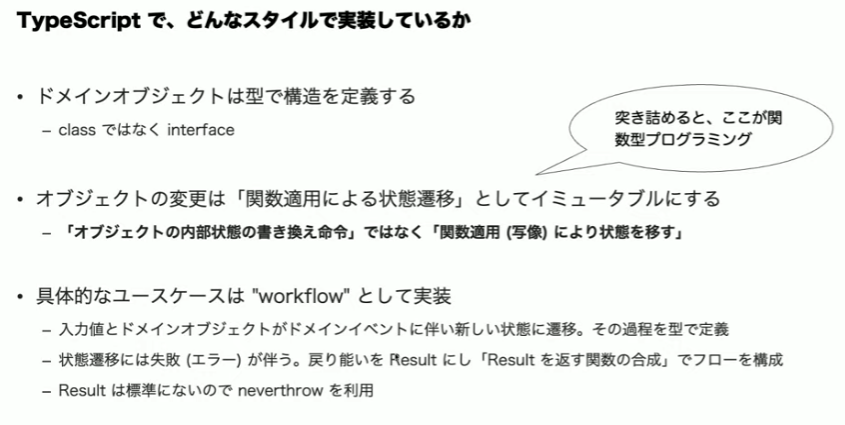 TypeScript で、どんなスタイルで実装しているか
• ドメインオブジェクトは型で構造を定義する
– class ではなく interface
突き詰めると、ここが関
数型プログラミング
• オブジェクトの変更は「関数適用による状態遷移」としてイミュータブルにする
– 「オブジェクトの内部状態の書き換え命令」ではなく「関数適用 (写像) により状態を移す」
• 具体的なユースケースは "workflow" として実装
– 入力値とドメインオブジェクトがドメインイベントに伴い新しい状態に遷移。その過程を型で定義
– 状態遷移には失敗 (エラー) が伴う。戻り能いを Result にし「Result を返す関数の合成」でフローを構成
– Result は標準にないので neverthrow を利用